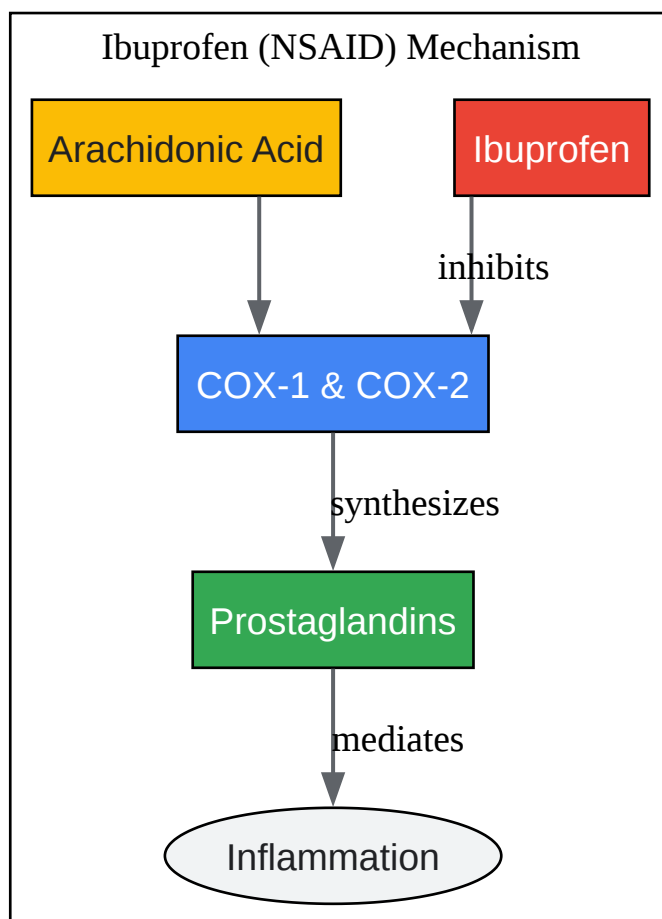 Ibuprofen (NSAID) Mechanism
Arachidonic Acid
Ibuprofen
inhibits
COX-1 & COX-2
synthesizes
Prostaglandins
mediates
Inflammation